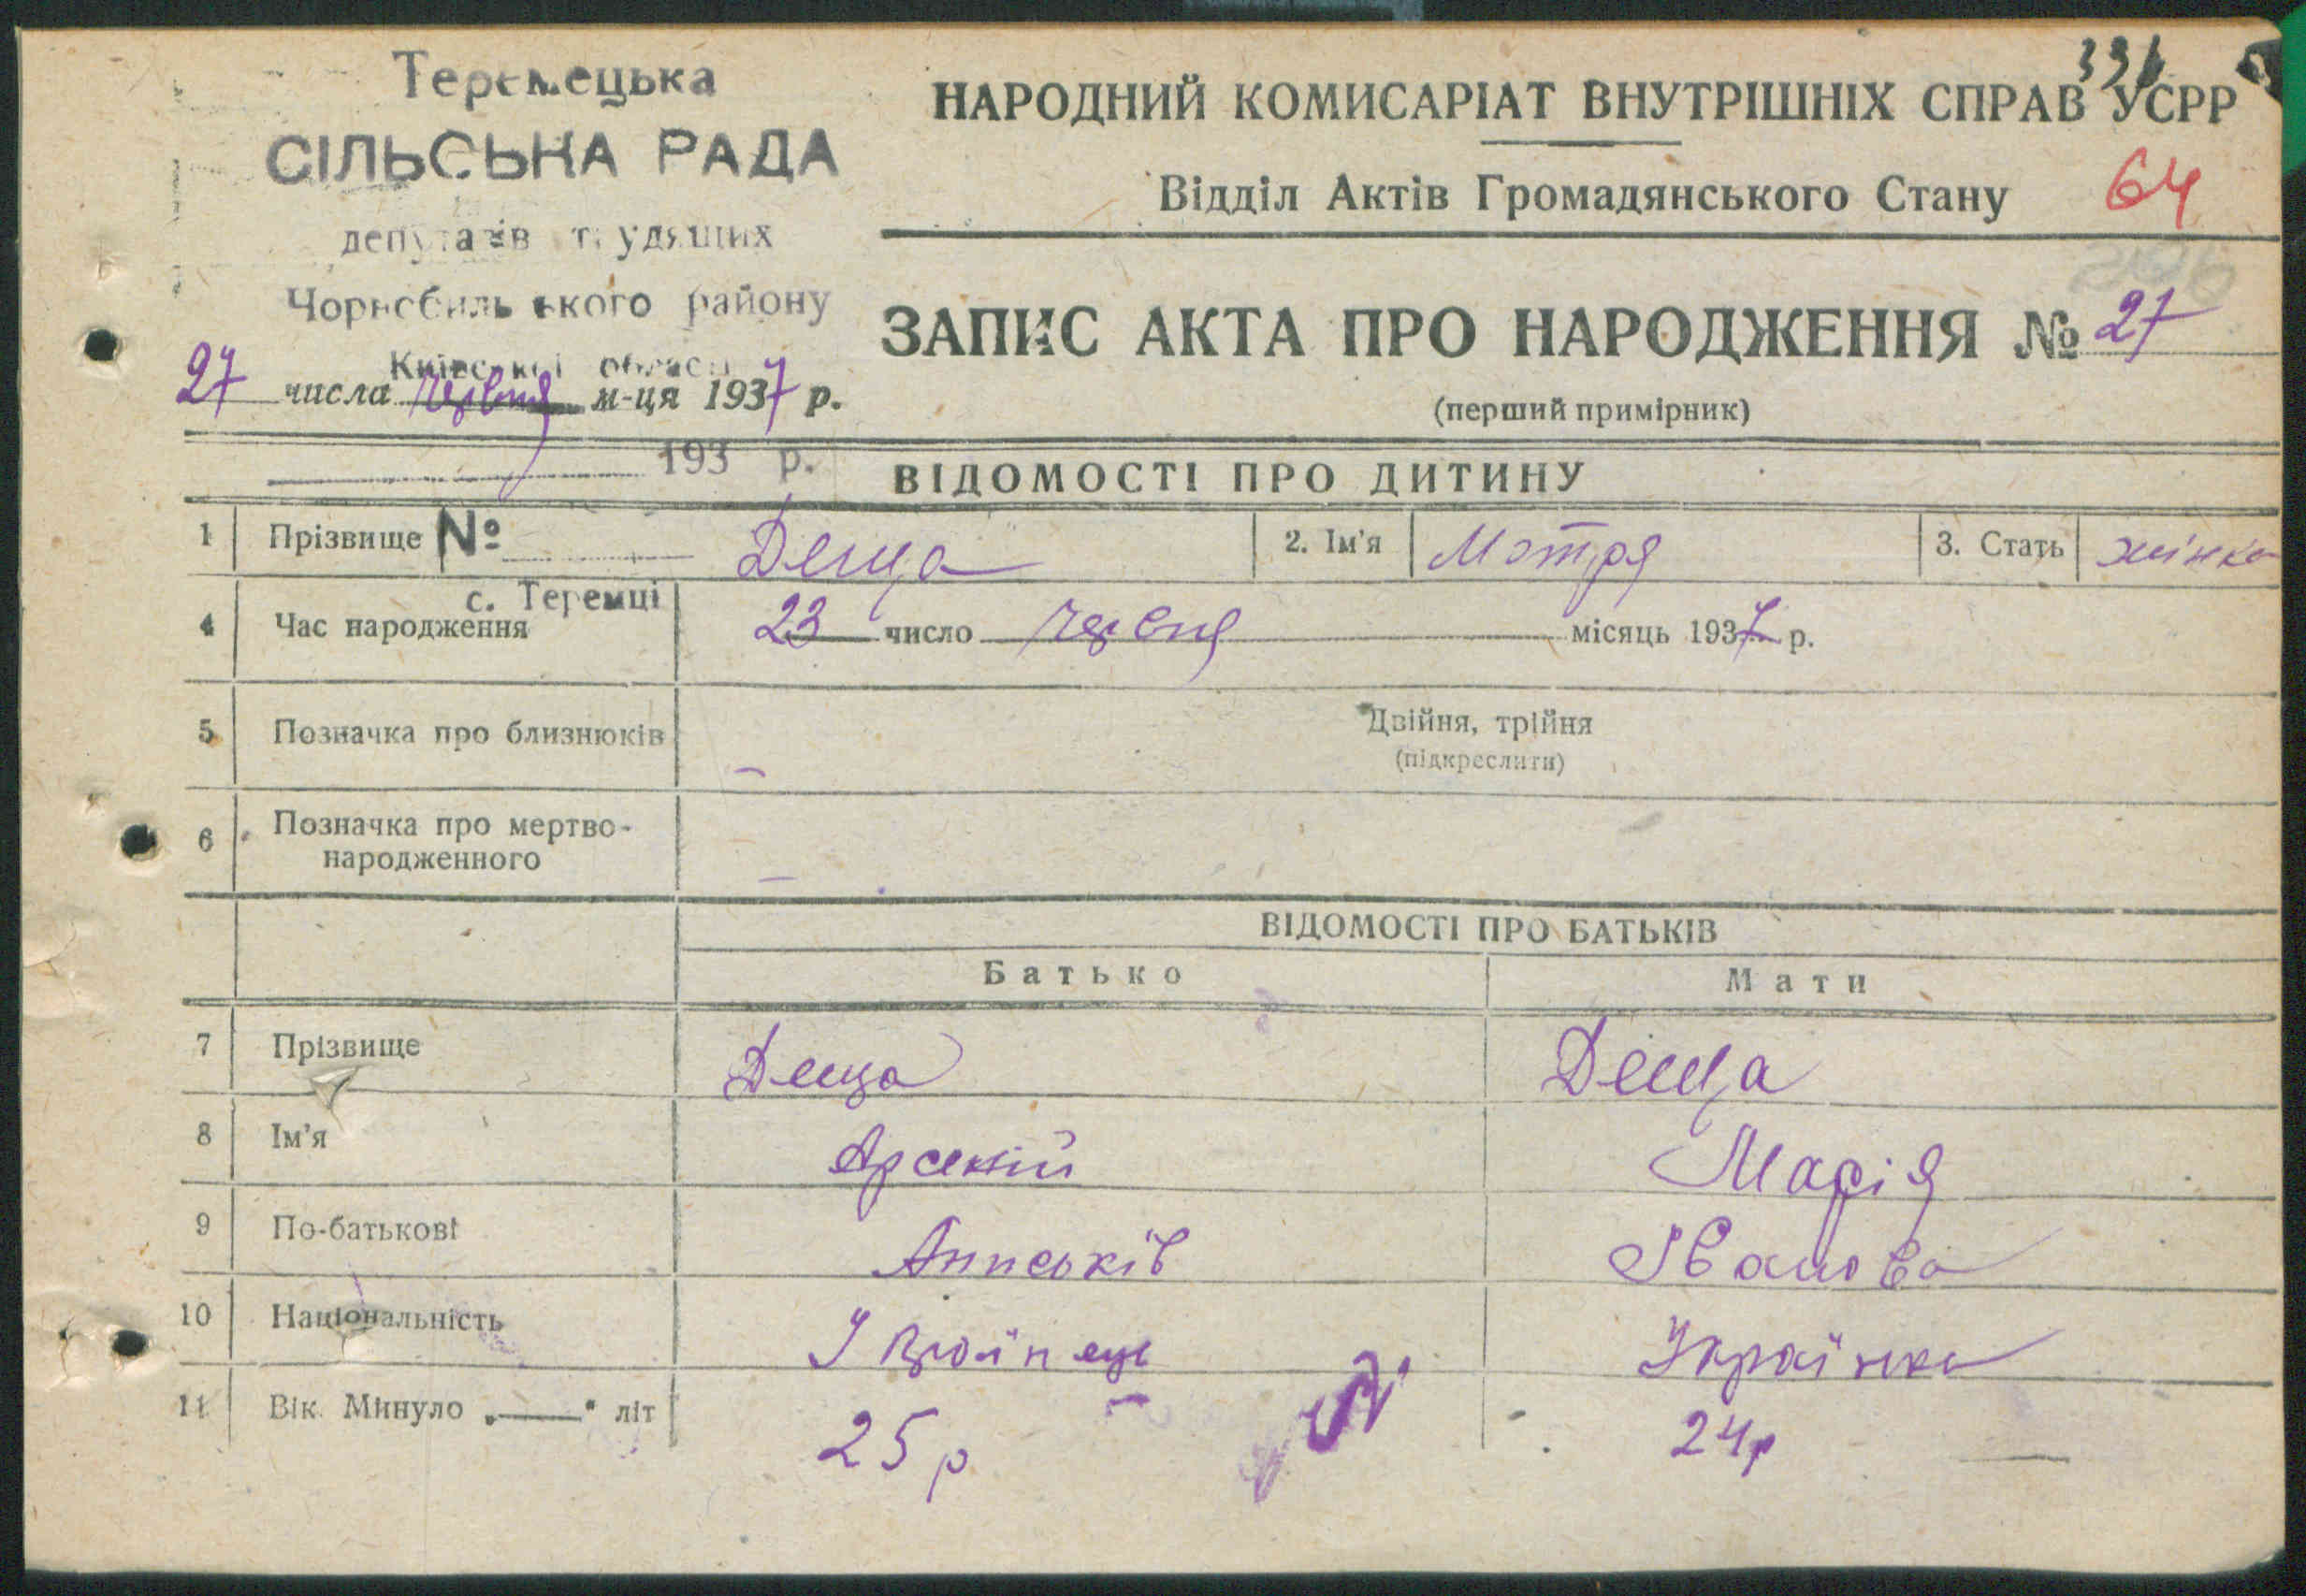 Теремецька
СІЛЬСЬКА РАДА
депутатів трудящих
Чорнобильського району
Київської області
27 числа червня м-ця 1937 р.
193 р.
№
с. Теремці
НАРОДНИЙ КОМИСАРІАТ ВНУТРІШНІХ СПРАВ УСРР
Відділ Актів Громадянського Стану 64
ЗАПИС АКТА ПРО НАРОДЖЕННЯ № 27
(перший примірник)
ВІДОМОСТІ ПРО ДИТИНУ
1 Прізвище Деща 2. Ім'я Мотря 3. Стать жінка
4 Час народження 23 число червня місяць 1937 р.
5 Позначка про близнюків — Двійня, трійня
(підкреслити)
6 Позначка про мертво-
народженного —
ВІДОМОСТІ ПРО БАТЬКІВ
Батько Мати
7 Прізвище Деща Деща
8 Ім'я Арсеній Марія
9 По-батькові Іванова
10 Національність Українець Українка
11 Вік. Минуло „——" літ 25 р 24 р